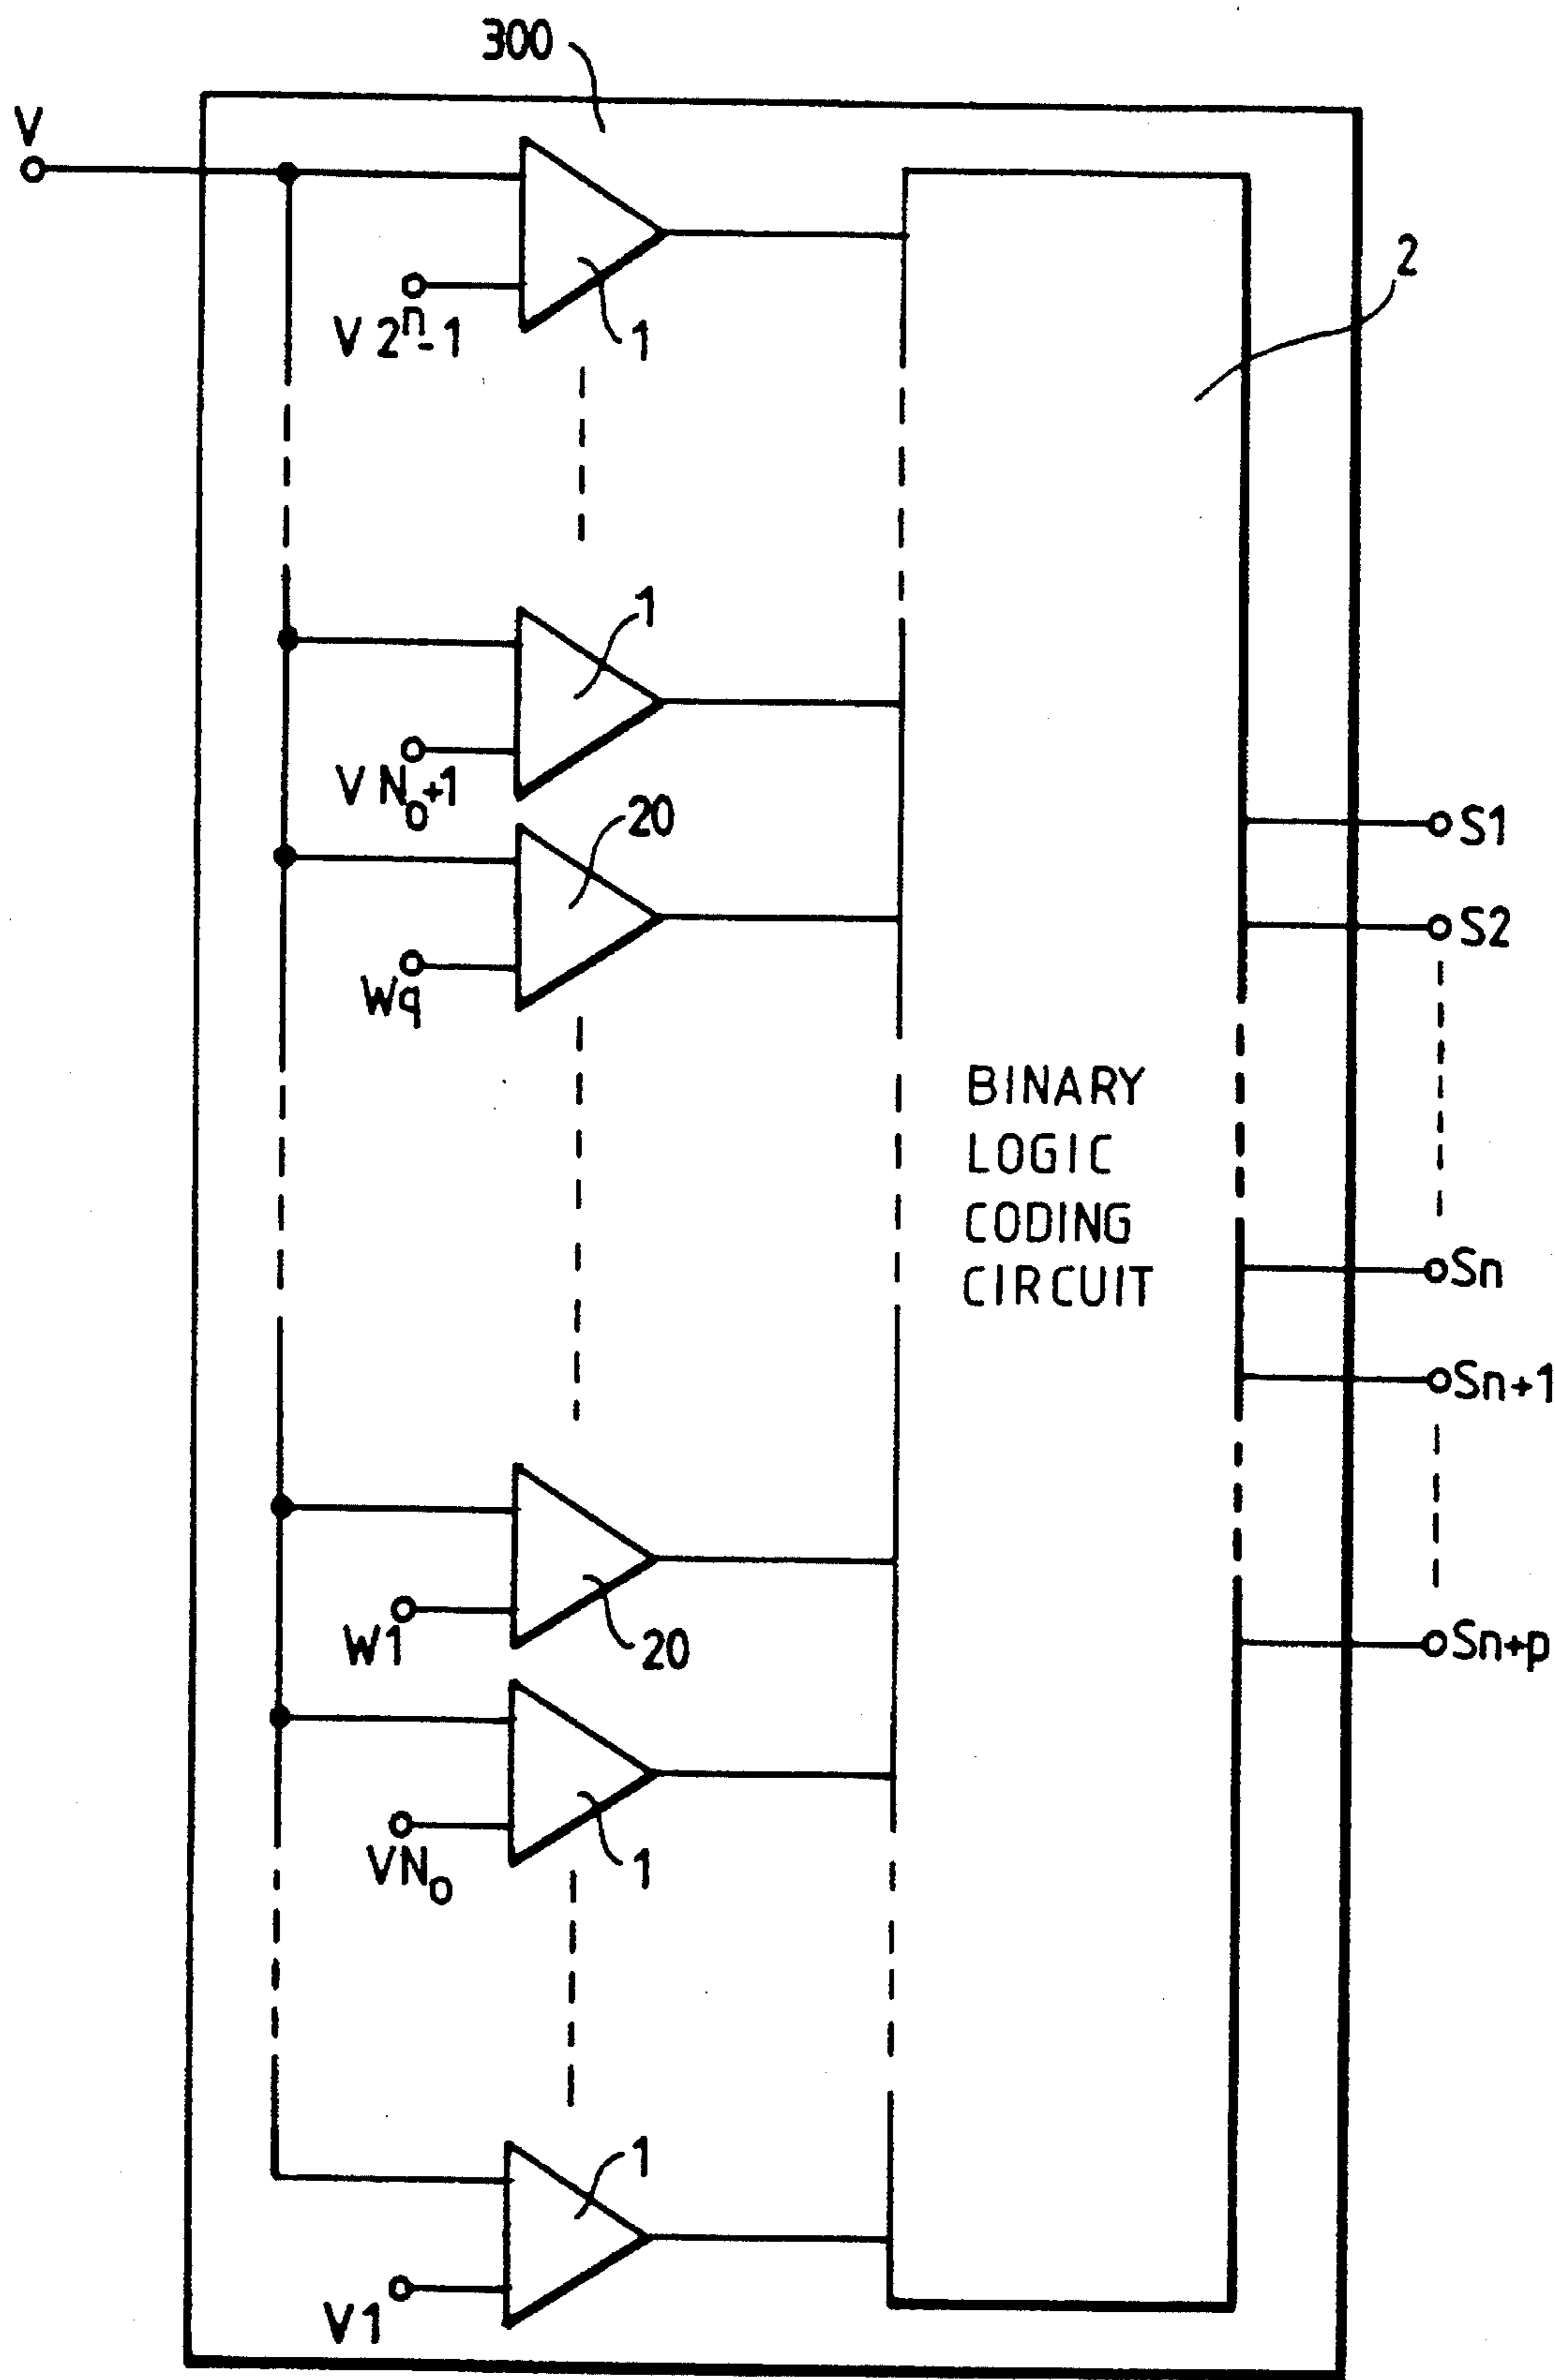 300
V
2
V 2ⁿ-1
1
1
V N₀+1
20
S1
S2
Wq
BINARY
LOGIC
CODING
CIRCUIT
Sn
Sn+1
W1
20
Sn+p
VN₀
1
1
V1